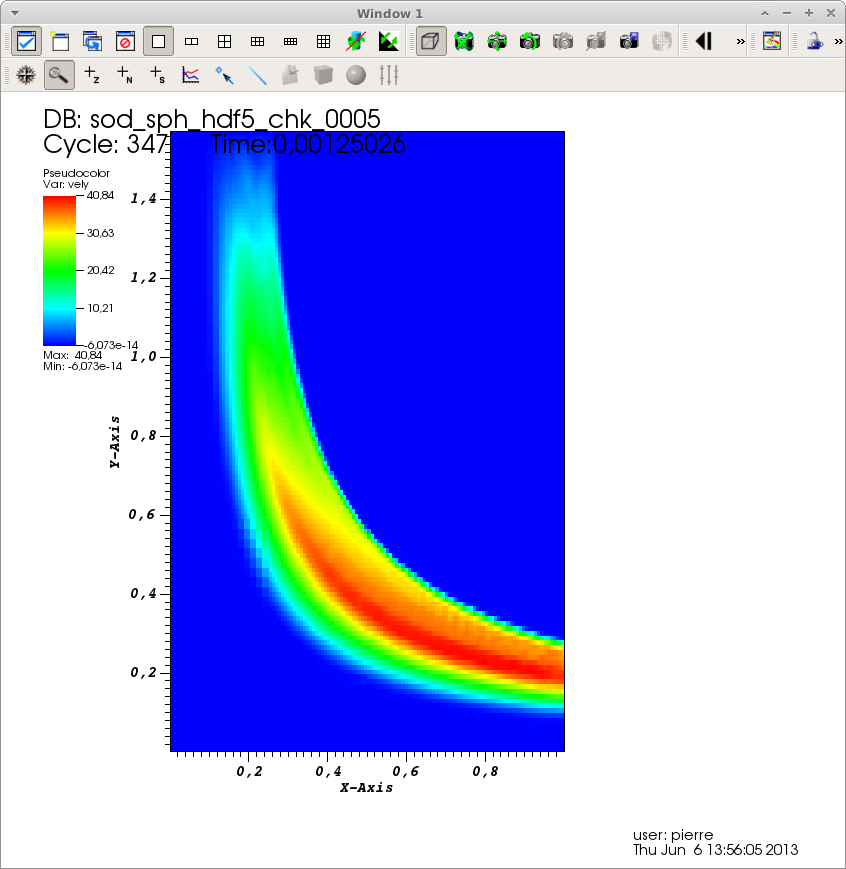 Window 1
DB: sod_sph_hdf5_chk_0005
Cycle: 347 Time:0,00125026
Pseudocolor
Var: vely
40,84
30,63
20,42
10,21
-6,073e-14
Max: 40,84
Min: -6,073e-14
1,4
1,2
1,0
0,8
0,6
0,4
0,2
Y-Axis
0,2 0,4 0,6 0,8
X-Axis
user: pierre
Thu Jun 6 13:56:05 2013